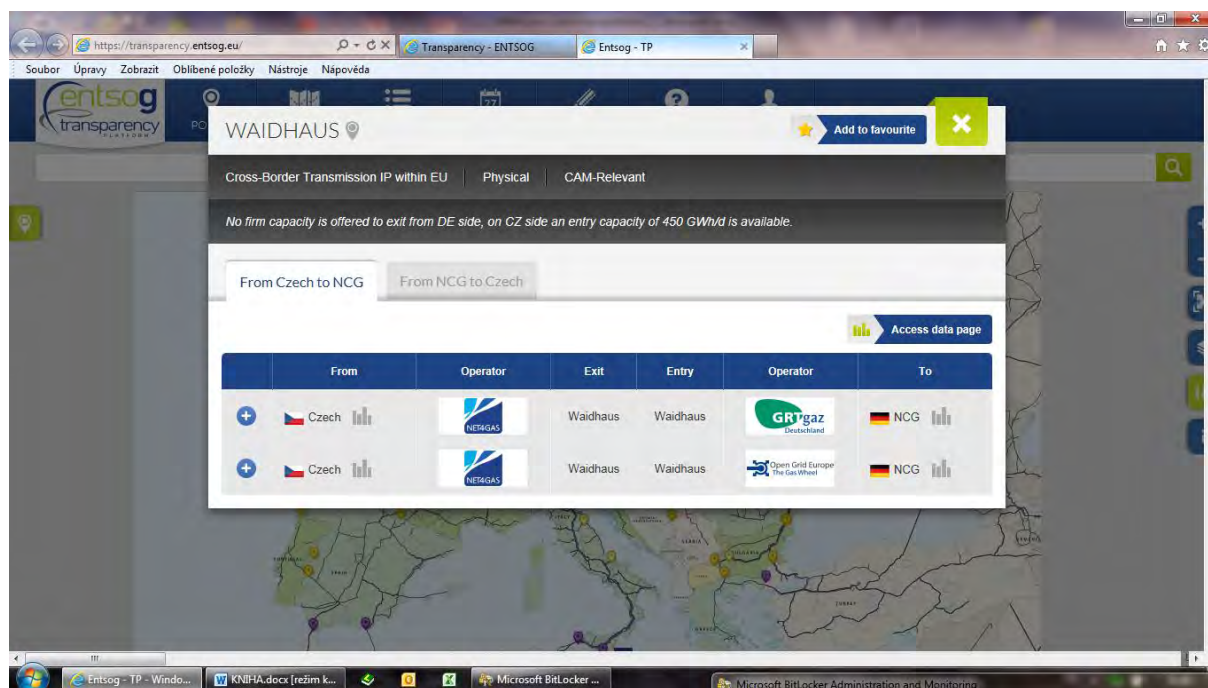 https://transparency.entsog.eu/
Transparency - ENTSOG
Entsog - TP
Soubor Úpravy Zobrazit Oblíbené položky Nástroje Nápověda
entsog
transparency
PLATFORM
PO
27
WAIDHAUS
Add to favourite
Cross-Border Transmission IP within EU Physical CAM-Relevant
No firm capacity is offered to exit from DE side, on CZ side an entry capacity of 450 GWh/d is available.
From Czech to NCG From NCG to Czech
Access data page
From Operator Exit Entry Operator To
Czech NET4GAS Waidhaus Waidhaus GRTgaz Deutschland NCG
Czech NET4GAS Waidhaus Waidhaus Open Grid Europe The Gas Wheel NCG
SPAIN
TURKEY
Entsog - TP - Windo...
KNIHA.docx [režim k...
Microsoft BitLocker ...
Microsoft BitLocker Administration and Monitoring